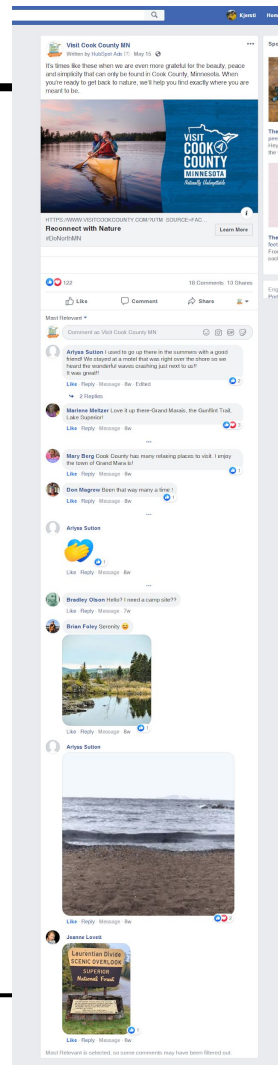 Kjersti Hom
Visit Cook County MN
Written by HubSpot Ads · May 15 ·
It's times like these when we are even more grateful for the beauty, peace
and simplicity that can only be found in Cook County, Minnesota. When
you're ready to get back to nature, we'll help you find exactly where you are
meant to be.
VISIT
COOK
COUNTY
MINNESOTA
Naturally Unforgettable
HTTPS://WWW.VISITCOOKCOUNTY.COM/?UTM_SOURCE=FAC...
Reconnect with Nature
#DoNorthMN
Learn More
122
18 Comments 13 Shares
Like Comment Share
Most Relevant
Comment as Visit Cook County MN
Arlyss Sutton I used to go up there in the summers with a good
friend! We stayed at a motel that was right over the shore so we
heard the wonderful waves crashing just next to us!!
It was great!!
2
Like · Reply · Message · 8w · Edited
2 Replies
Marlene Meltzer Love it up there-Grand Marais, the Gunflint Trail,
Lake Superior!
3
Like · Reply · Message · 8w
Mary Berg Cook County has many relaxing places to visit. I enjoy
the town of Grand Marais!
1
Like · Reply · Message · 8w
Don Magrew Been that way many a time !
1
Like · Reply · Message · 8w
Arlyss Sutton
1
Like · Reply · Message · 8w
Bradley Olson Hello? I need a camp site??
Like · Reply · Message · 7w
Brian Foley Serenity
1
Like · Reply · Message · 8w
Arlyss Sutton
2
Like · Reply · Message · 8w
Jeanne Lovell
Laurentian Divide
SCENIC OVERLOOK
SUPERIOR
National Forest
Like · Reply · Message · 8w
Most Relevant is selected, so some comments may have been filtered out.